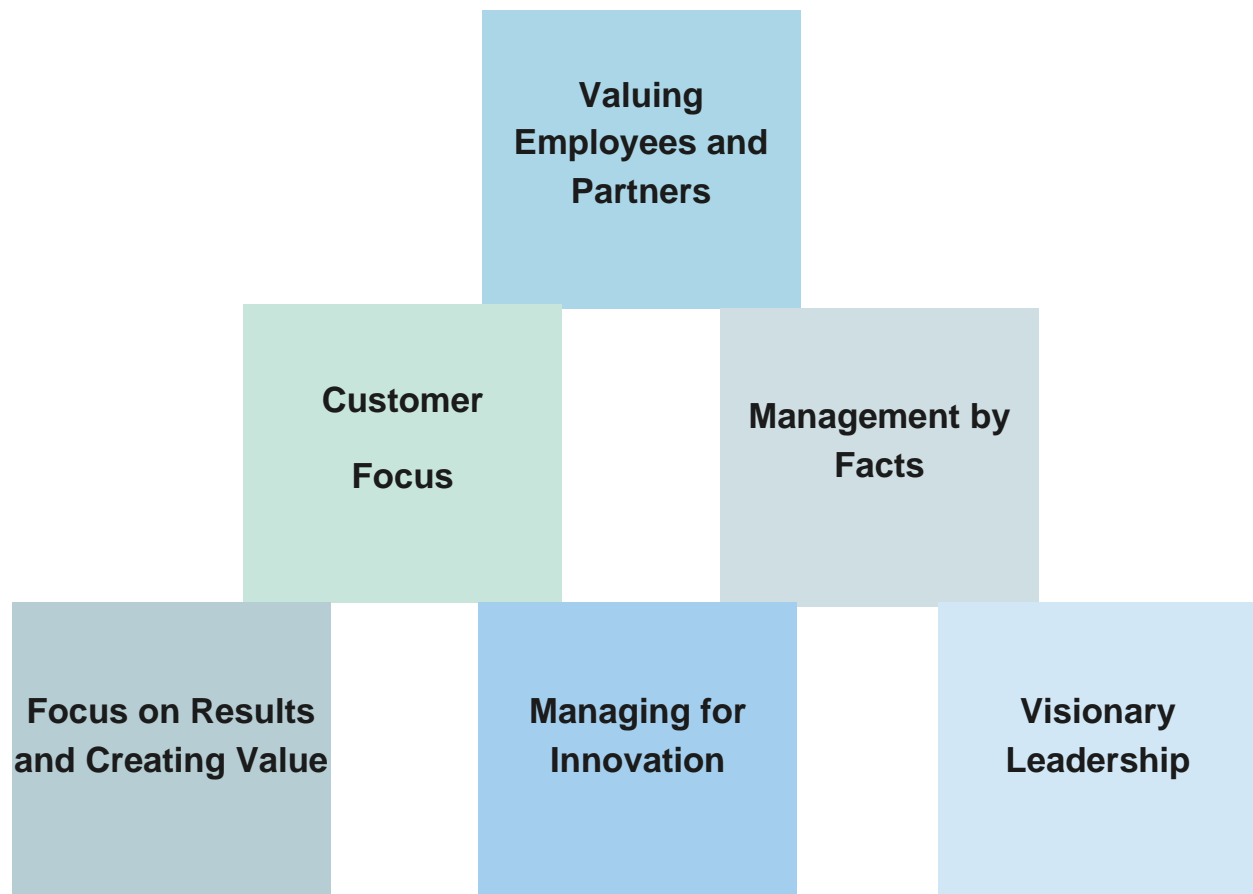 Valuing
Employees and
Partners
Customer
Focus
Management by
Facts
Focus on Results
and Creating Value
Managing for
Innovation
Visionary
Leadership